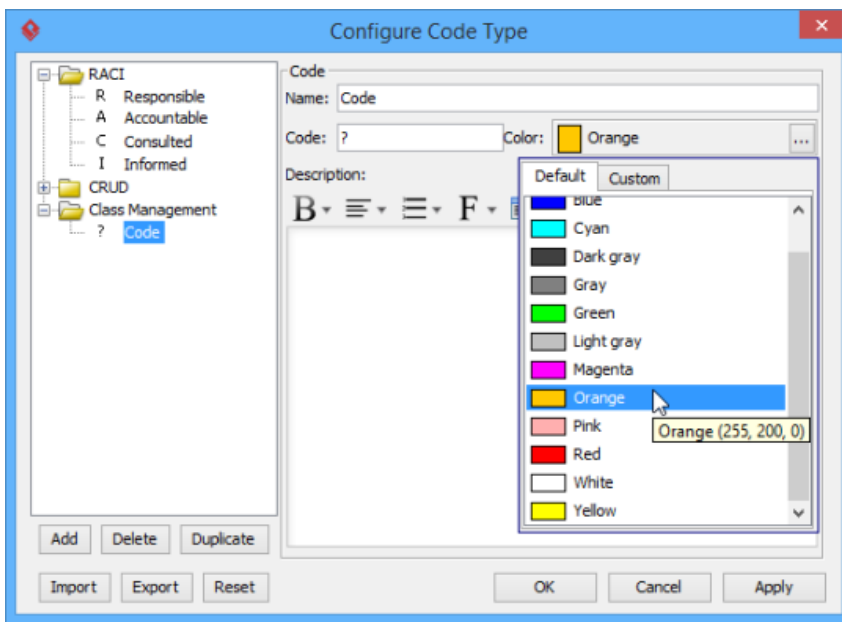 Configure Code Type
RACI
R Responsible
A Accountable
C Consulted
I Informed
CRUD
Class Management
? Code
Add Delete Duplicate
Import Export Reset
Code
Name: Code
Code: ? Color: Orange ...
Description:
B F
Default Custom
Blue
Cyan
Dark gray
Gray
Green
Light gray
Magenta
Orange
Pink
Orange (255, 200, 0)
Red
White
Yellow
OK Cancel Apply